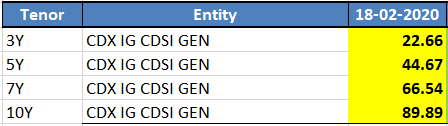 Tenor Entity 18-02-2020
3Y CDX IG CDSI GEN 22.66
5Y CDX IG CDSI GEN 44.67
7Y CDX IG CDSI GEN 66.54
10Y CDX IG CDSI GEN 89.89